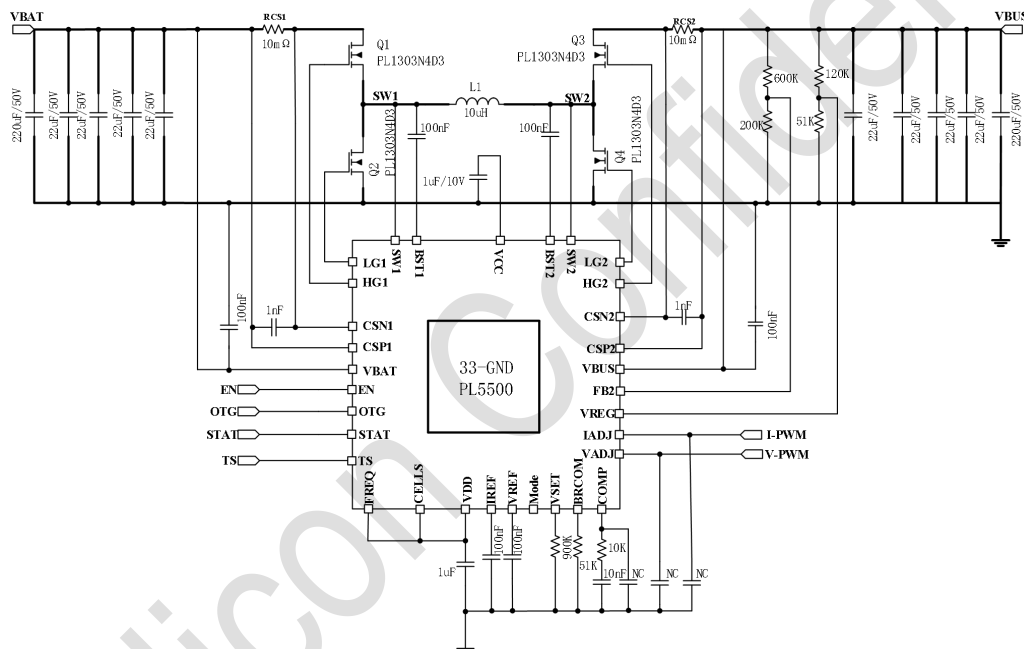 VBAT
RCS1
10mΩ
Q1
PL1303N4D3
Q3
PL1303N4D3
RCS2
10mΩ
VBUS
220uF/50V
22uF/50V
22uF/50V
22uF/50V
22uF/50V
SW1
L1
10uH
SW2
600K
120K
200K
51K
22uF/50V
22uF/50V
22uF/50V
22uF/50V
220uF/50V
Q2
PL1303N4D3
100nF
1uF/10V
100nF
Q4
PL1303N4D3
SW1
BST1
VCC
BST2
SW2
LG1
HG1
CSN1
CSP1
VBAT
EN
OTG
STAT
TS
LG2
HG2
CSN2
CSP2
VBUS
FB2
VREG
IADJ
VADJ
100nF
1nF
1nF
100nF
33-GND
PL5500
EN
OTG
STAT
TS
I-PWM
V-PWM
FREQ
CELLS
VDD
IREF
VREF
Mode
VSET
BRCOM
COMP
1uF
100nF
100nF
900K
51K
10K
10nF
NC
NC
NC
Silicon Confiden